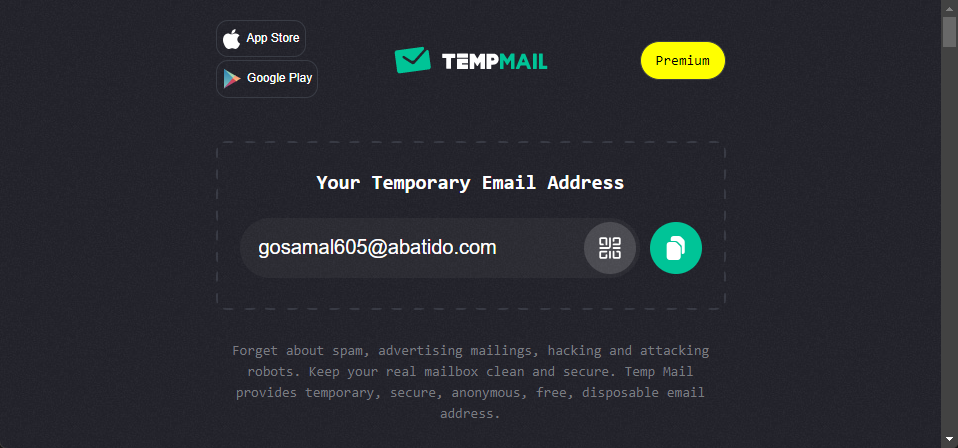 App Store
Google Play
TEMPMAIL
Premium
Your Temporary Email Address
gosamal605@abatido.com
Forget about spam, advertising mailings, hacking and attacking
robots. Keep your real mailbox clean and secure. Temp Mail
provides temporary, secure, anonymous, free, disposable email
address.